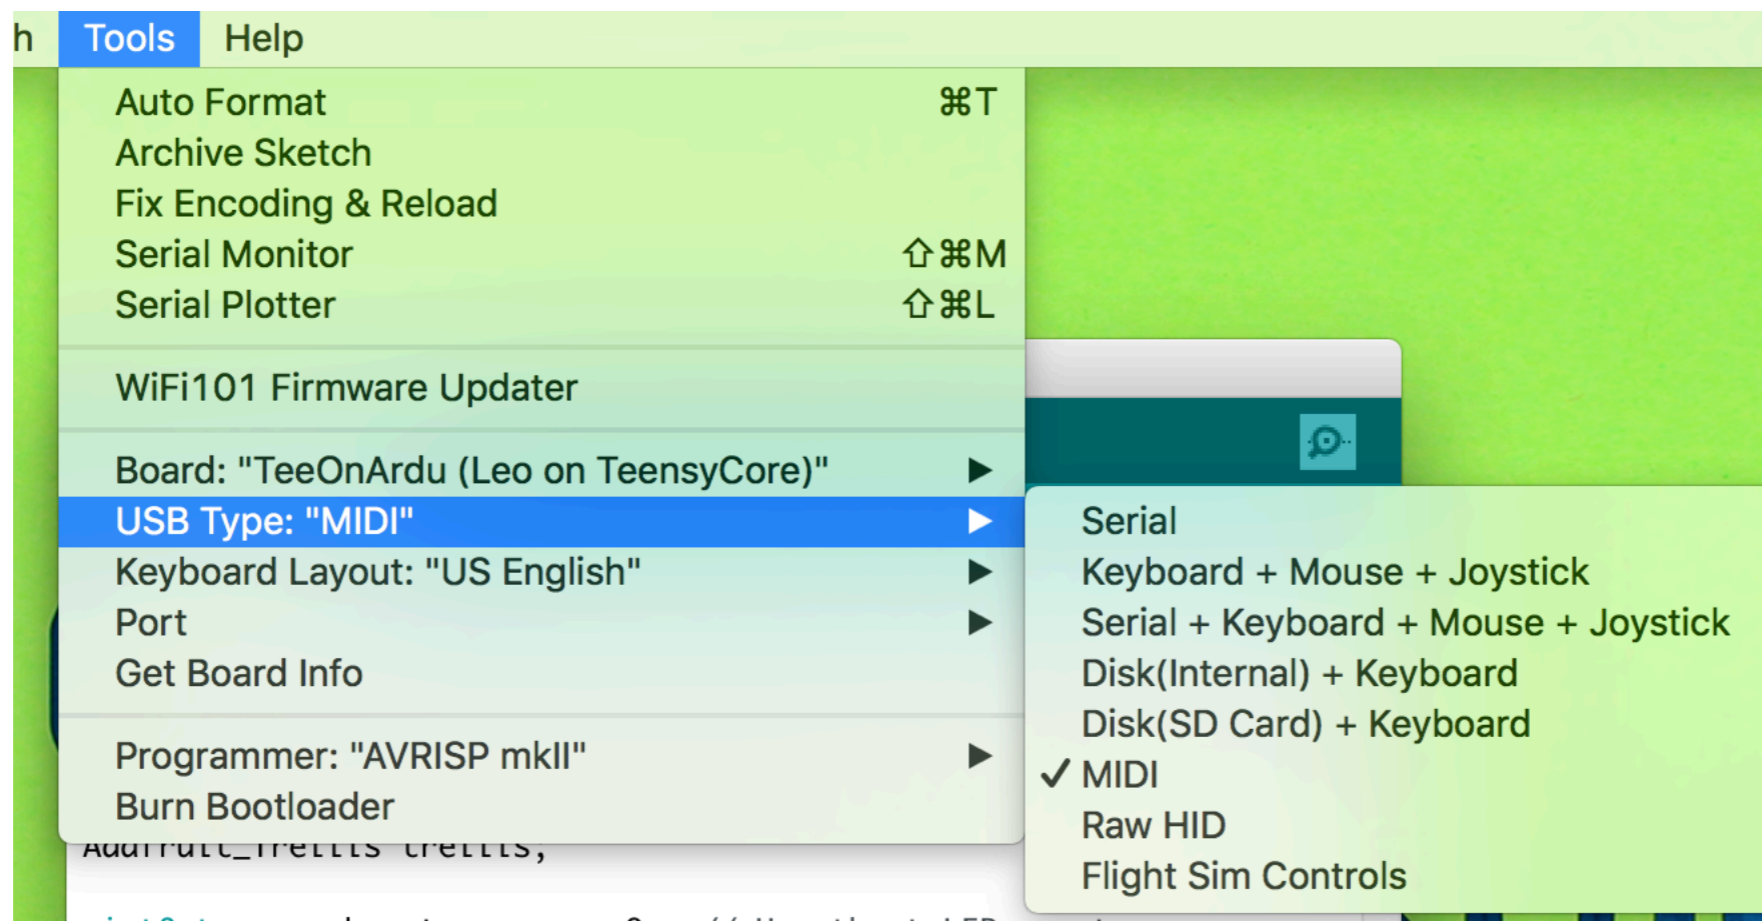 h Tools Help
Auto Format ⌘T
Archive Sketch
Fix Encoding & Reload
Serial Monitor ⇧⌘M
Serial Plotter ⇧⌘L
WiFi101 Firmware Updater
Board: "TeeOnArdu (Leo on TeensyCore)" ▶
USB Type: "MIDI" ▶
Keyboard Layout: "US English" ▶
Port ▶
Get Board Info
Programmer: "AVRISP mkII" ▶
Burn Bootloader
Serial
Keyboard + Mouse + Joystick
Serial + Keyboard + Mouse + Joystick
Disk(Internal) + Keyboard
Disk(SD Card) + Keyboard
✓ MIDI
Raw HID
Flight Sim Controls
Adafruit_Trellis trellis;